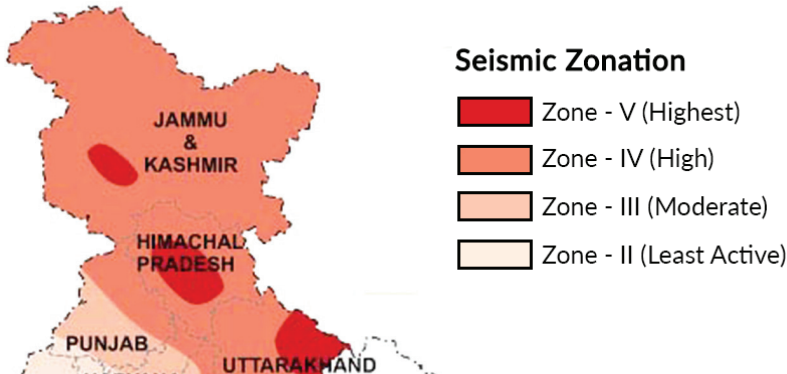 JAMMU
&
KASHMIR
HIMACHAL
PRADESH
PUNJAB
UTTARAKHAND
Seismic Zonation
Zone - V (Highest)
Zone - IV (High)
Zone - III (Moderate)
Zone - II (Least Active)